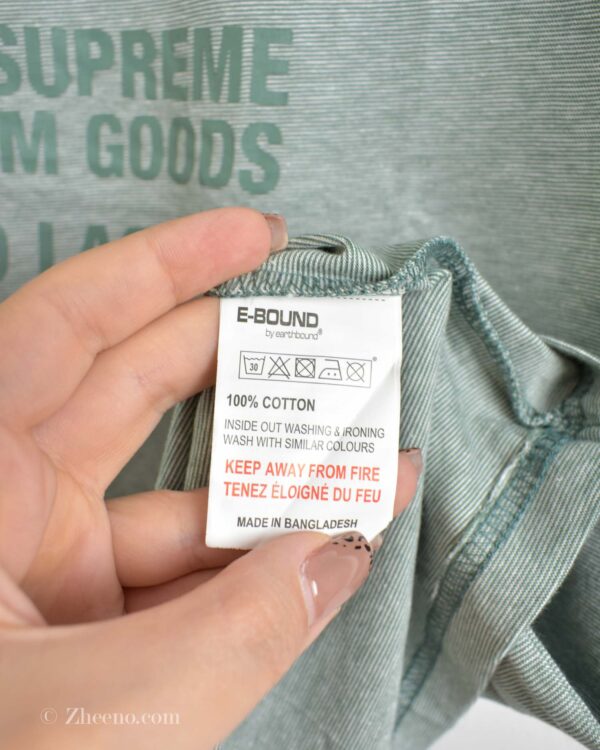 SUPREME
M GOODS
E-BOUND
by earthbound®
30
100% COTTON
INSIDE OUT WASHING & IRONING
WASH WITH SIMILAR COLOURS
KEEP AWAY FROM FIRE
TENEZ ÉLOIGNÉ DU FEU
MADE IN BANGLADESH
© Zheeno.com